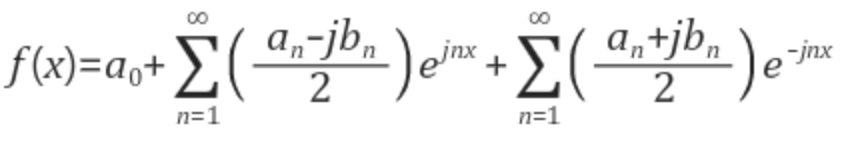 f(x)=a₀+∑_{n=1}^{∞}((aₙ-jbₙ)/2)e^{jnx}+∑_{n=1}^{∞}((aₙ+jbₙ)/2)e^{-jnx}